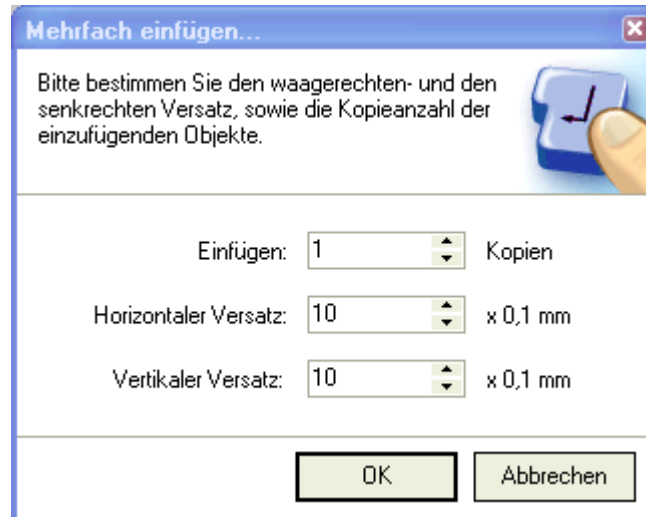 Mehrfach einfügen...
Bitte bestimmen Sie den waagerechten- und den
senkrechten Versatz, sowie die Kopieanzahl der
einzufügenden Objekte.
Einfügen: 1 Kopien
Horizontaler Versatz: 10 x 0,1 mm
Vertikaler Versatz: 10 x 0,1 mm
OK Abbrechen